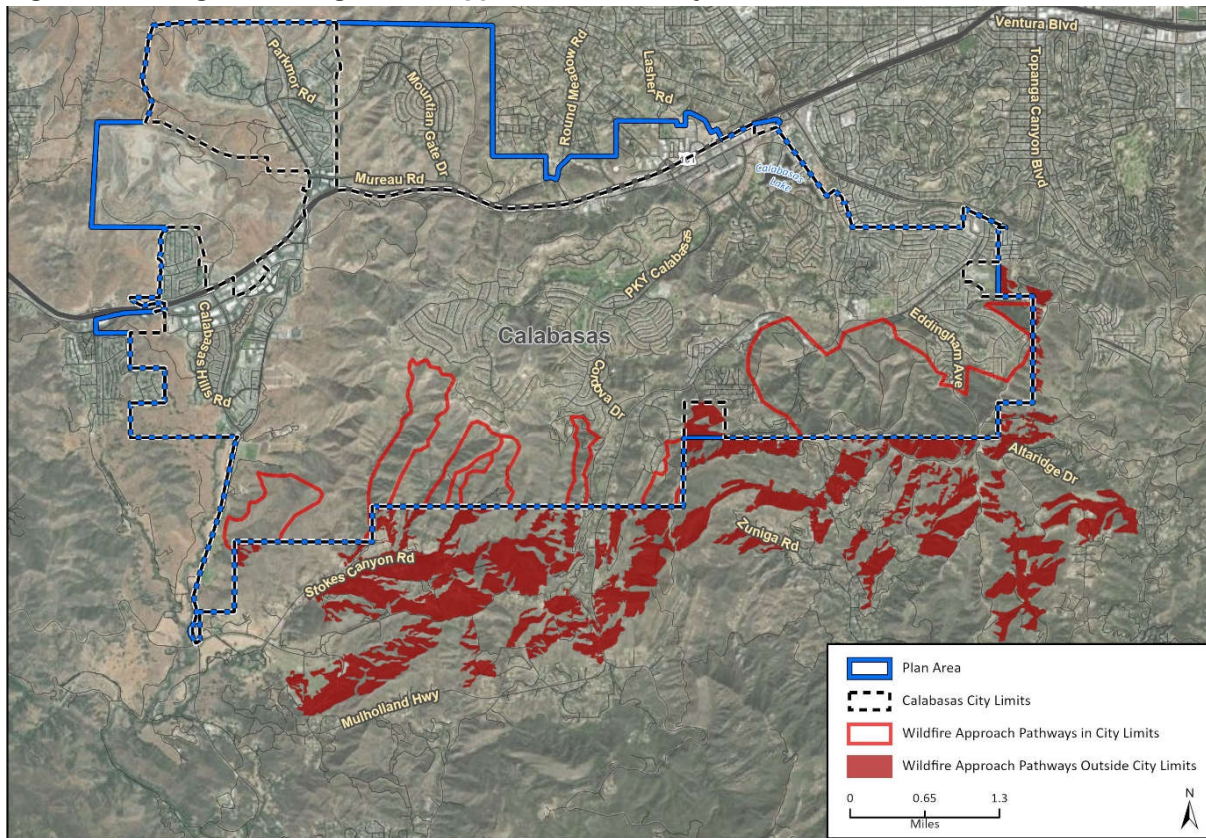 Ventura Blvd
Topanga Canyon Blvd
Lasher Rd
Round Meadow Rd
Parkmor Rd
Mountian Gate Dr
Mureau Rd
Calabasas
Lake
PKY Calabasas
Calabasas
Eddingham Ave
Calabasas Hills Rd
Cordova Dr
Altaridge Dr
Zuniga Rd
Stokes Canyon Rd
Mulholland Hwy
Plan Area
Calabasas City Limits
Wildfire Approach Pathways in City Limits
Wildfire Approach Pathways Outside City Limits
0 0.65 1.3
Miles
N